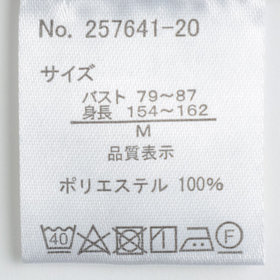 No. 257641-20
サイズ
バスト 79〜87
身長 154〜162
M
品質表示
ポリエステル 100%
40 F